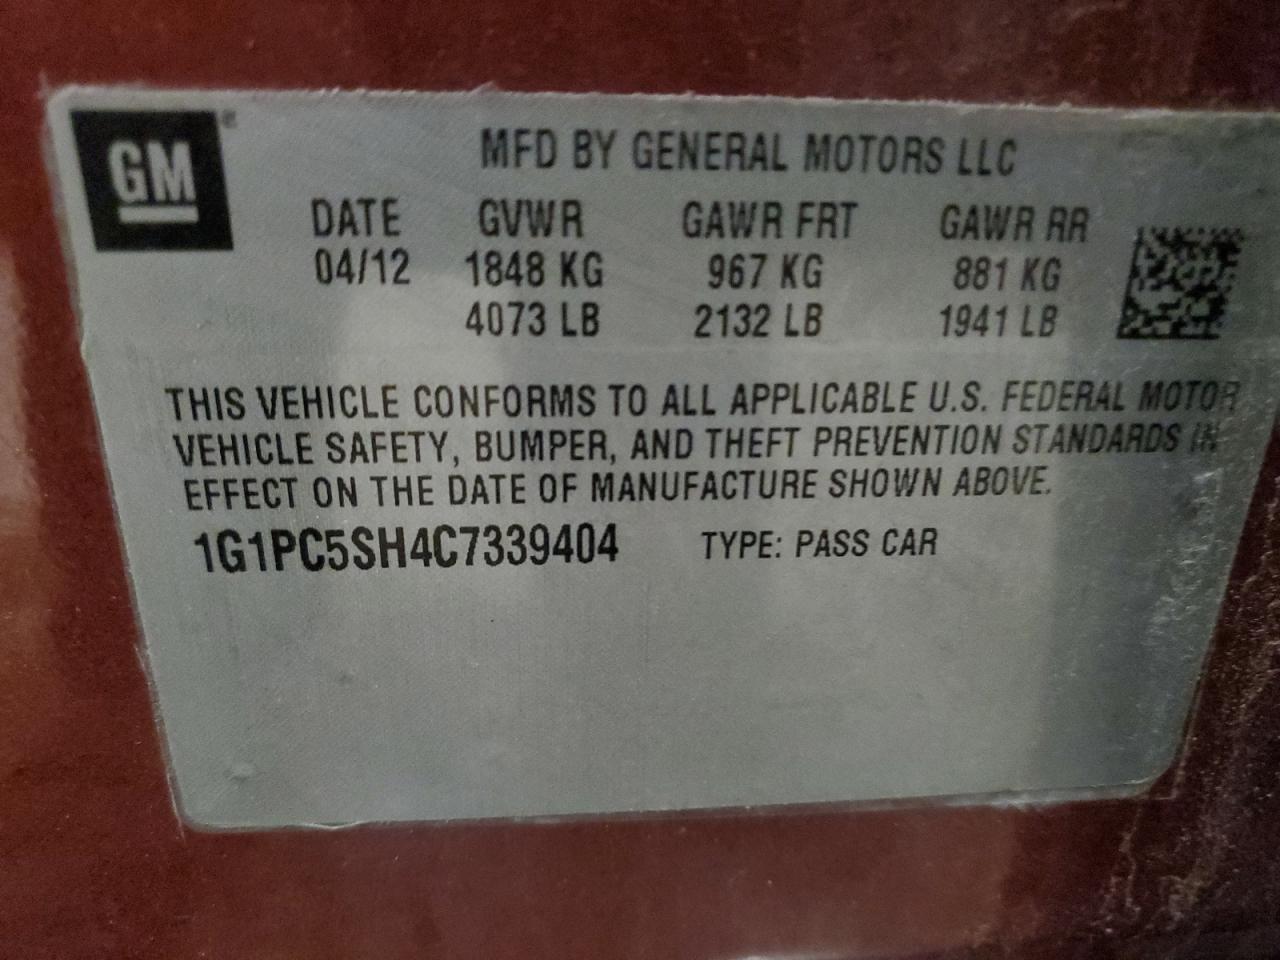 GM
MFD BY GENERAL MOTORS LLC
DATE GVWR GAWR FRT GAWR RR
04/12 1848 KG 967 KG 881 KG
4073 LB 2132 LB 1941 LB
THIS VEHICLE CONFORMS TO ALL APPLICABLE U.S. FEDERAL MOTOR
VEHICLE SAFETY, BUMPER, AND THEFT PREVENTION STANDARDS IN
EFFECT ON THE DATE OF MANUFACTURE SHOWN ABOVE.
1G1PC5SH4C7339404 TYPE: PASS CAR